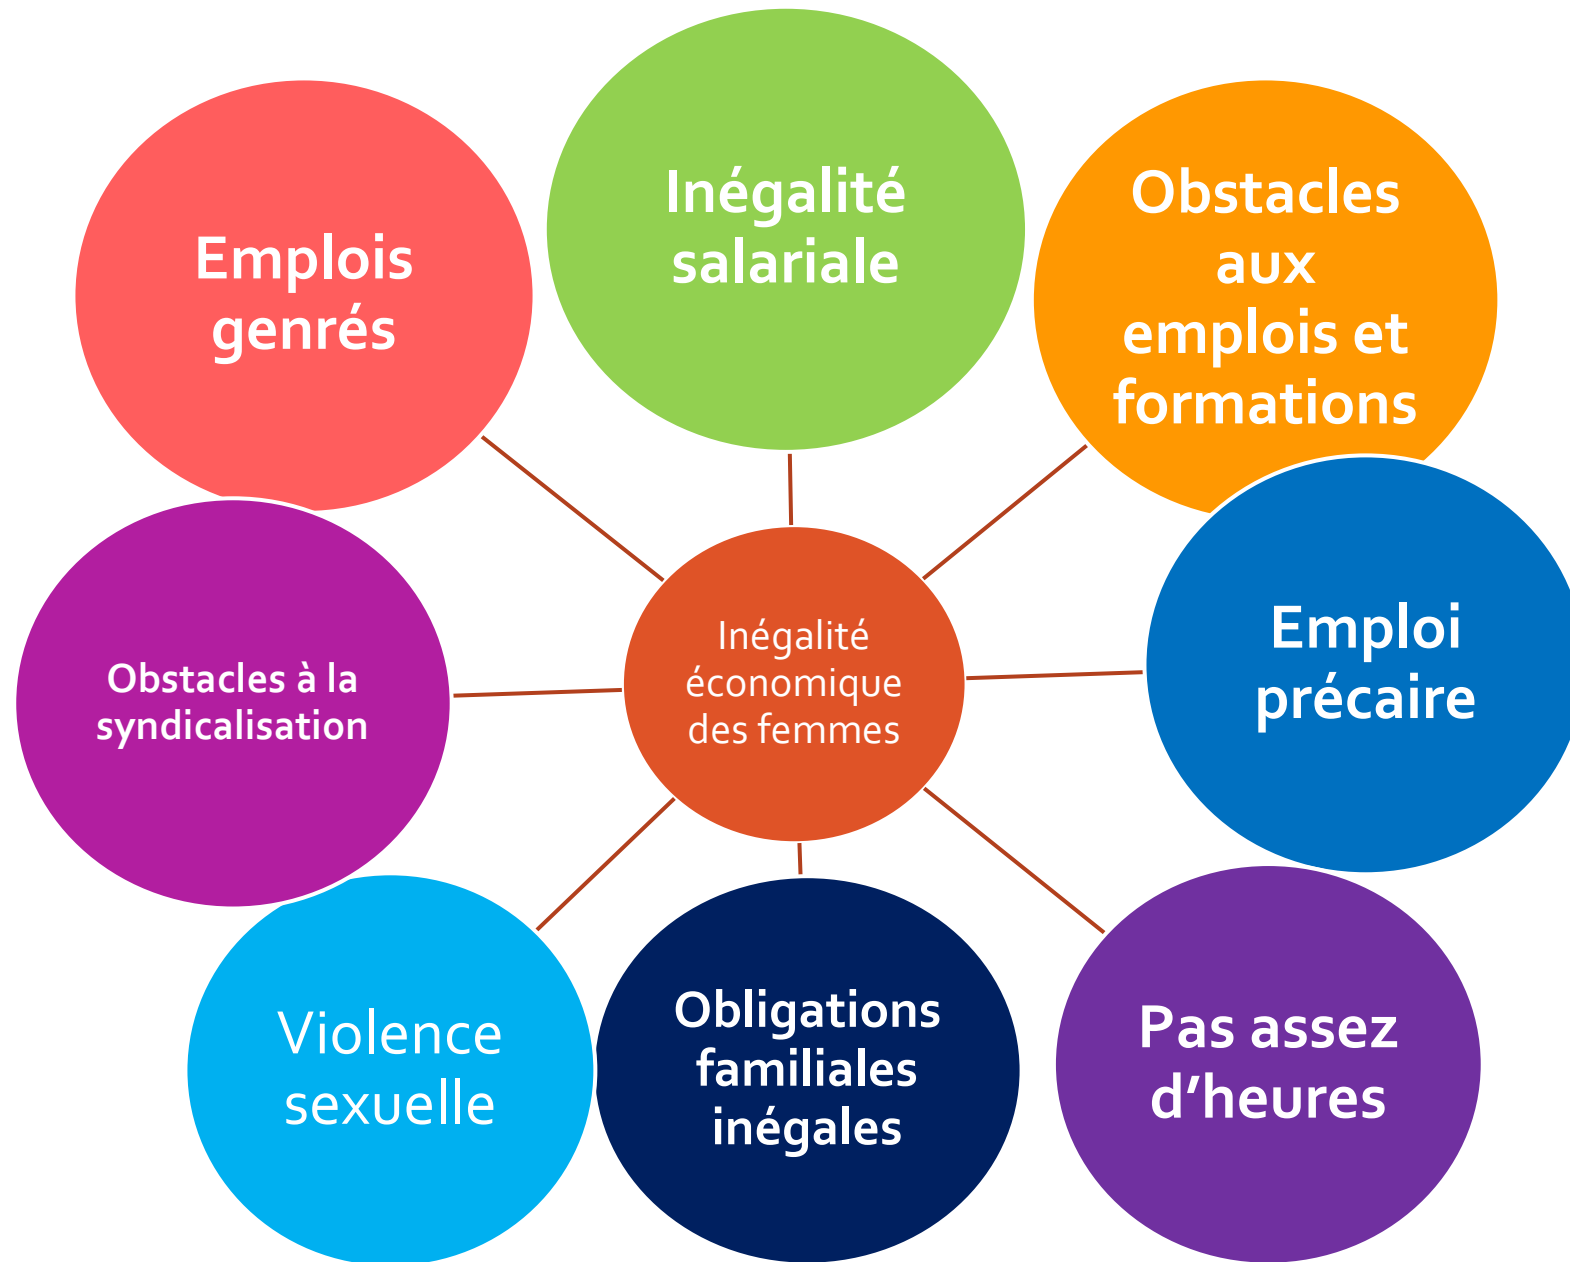 Inégalité
salariale
Obstacles
aux
emplois et
formations
Emplois
genrés
Emploi
précaire
Inégalité
économique
des femmes
Obstacles à la
syndicalisation
Violence
sexuelle
Obligations
familiales
inégales
Pas assez
d’heures